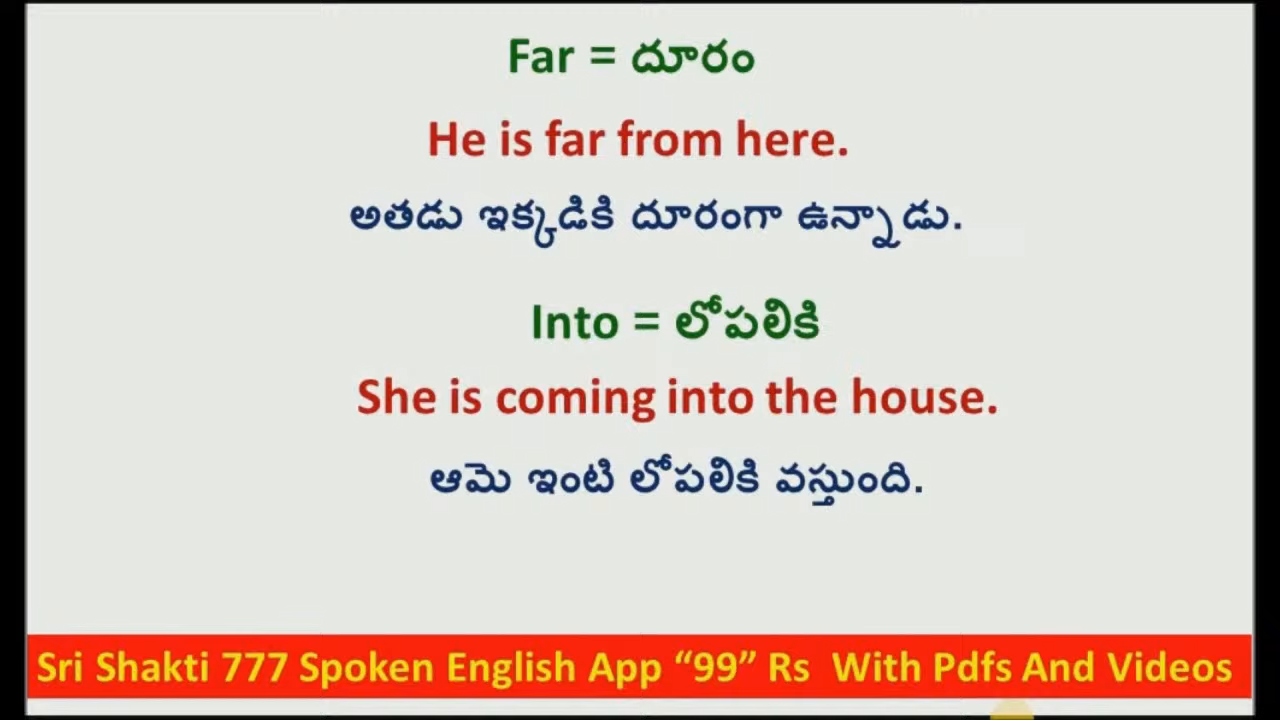 Far = దూరం
He is far from here.
అతడు ఇక్కడికి దూరంగా ఉన్నాడు.
Into = లోపలికి
She is coming into the house.
ఆమె ఇంటి లోపలికి వస్తుంది.
Sri Shakti 777 Spoken English App “99” Rs With Pdfs And Videos